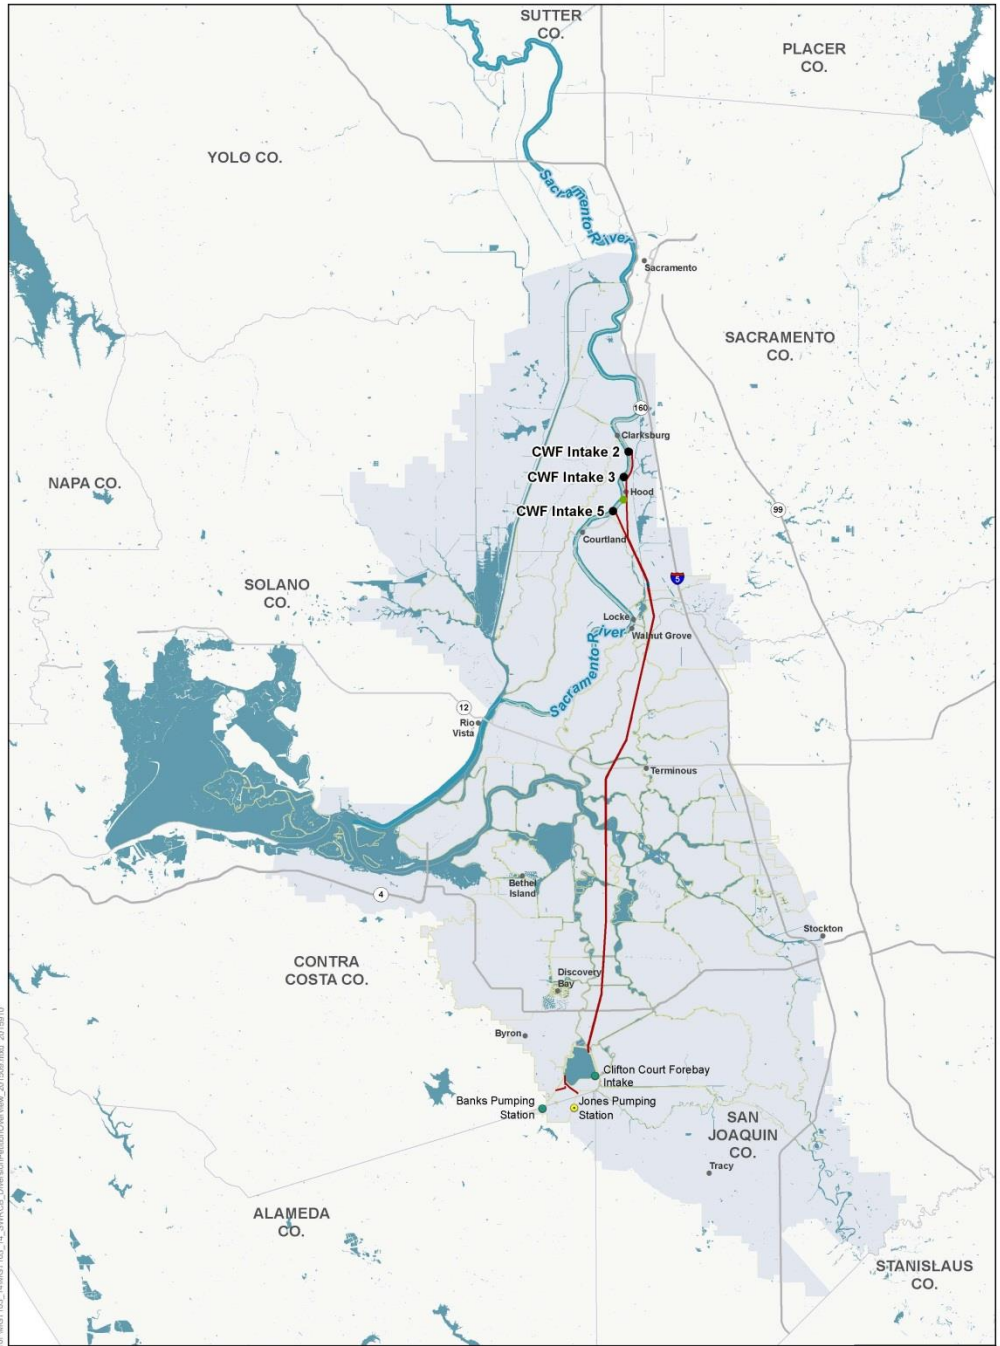 SUTTER
CO.
PLACER
CO.
YOLO CO.
Sacramento River
Sacramento
SACRAMENTO
CO.
160
Clarksburg
CWF Intake 2
CWF Intake 3
NAPA CO.
Hood
99
CWF Intake 5
Courtland
5
SOLANO
CO.
Locke
Walnut Grove
Sacramento River
12
Rio
Vista
Terminous
Bethel
Island
4
Stockton
CONTRA
COSTA CO.
Discovery
Bay
Byron
Clifton Court Forebay
Intake
Banks Pumping
Station
Jones Pumping
Station
SAN
JOAQUIN
CO.
Tracy
ALAMEDA
CO.
STANISLAUS
CO.